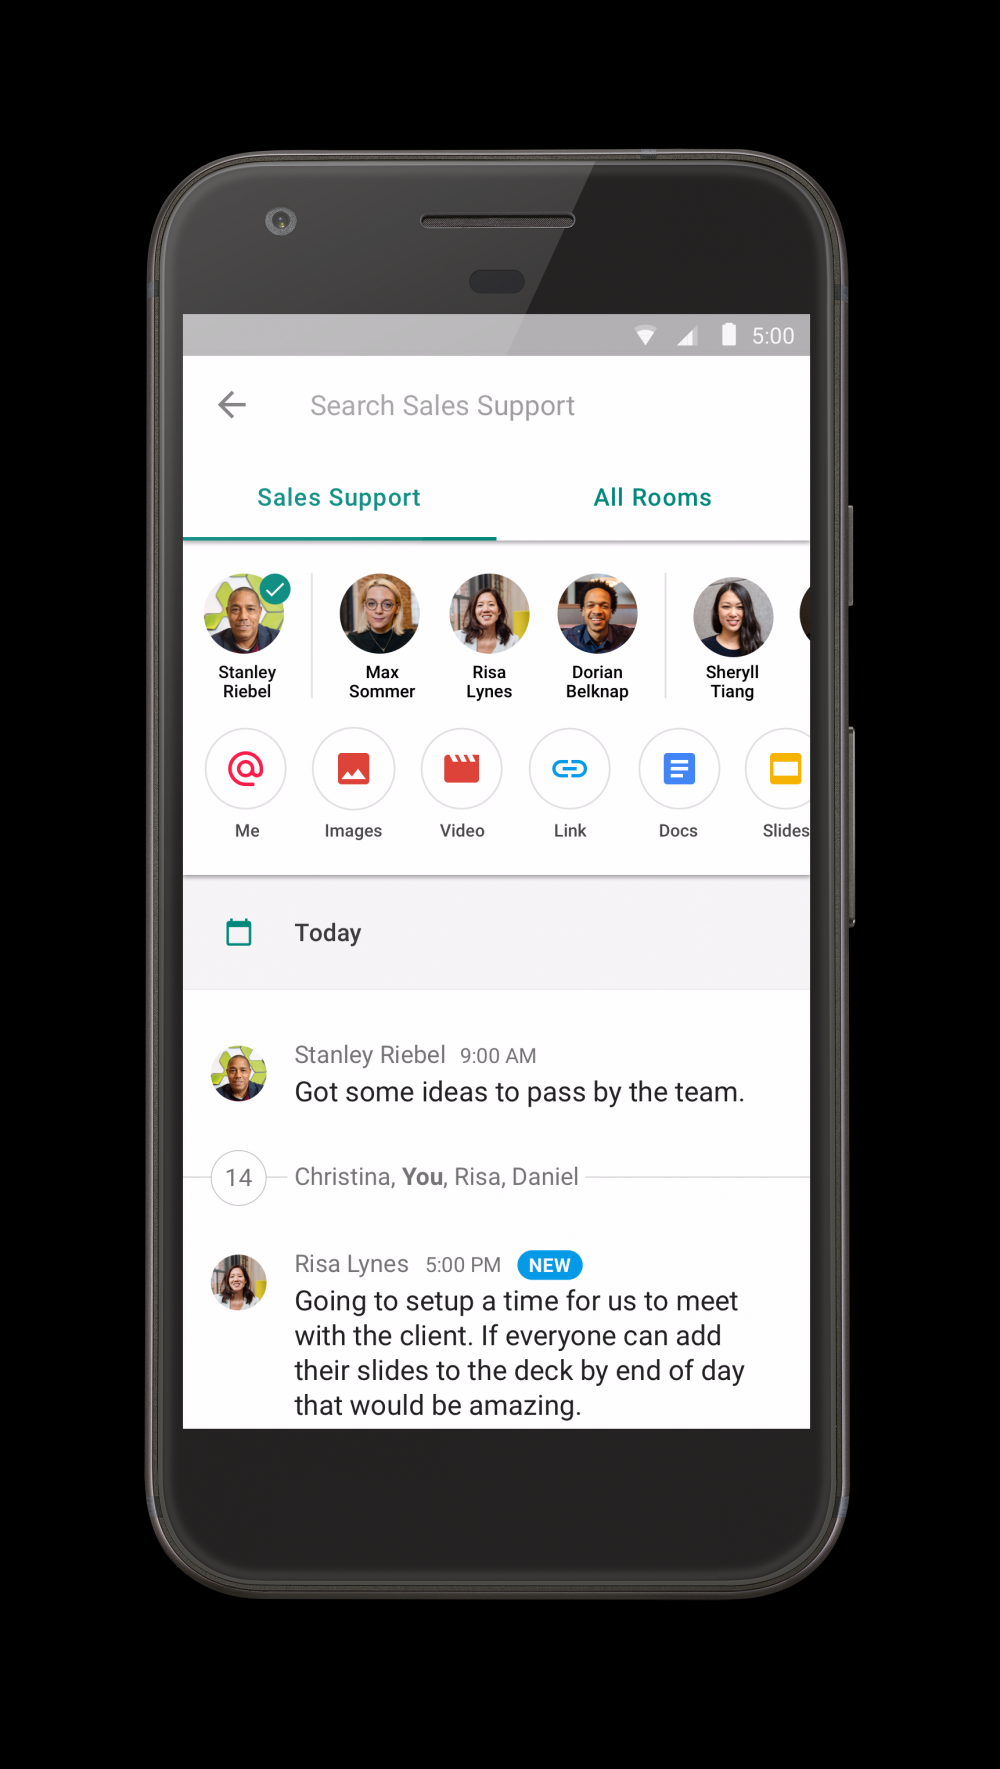 5:00
Search Sales Support
Sales Support
All Rooms
Stanley
Riebel
Max
Sommer
Risa
Lynes
Dorian
Belknap
Sheryll
Tiang
Me
Images
Video
Link
Docs
Slides
Today
Stanley Riebel 9:00 AM
Got some ideas to pass by the team.
14 Christina, You, Risa, Daniel
Risa Lynes 5:00 PM NEW
Going to setup a time for us to meet
with the client. If everyone can add
their slides to the deck by end of day
that would be amazing.